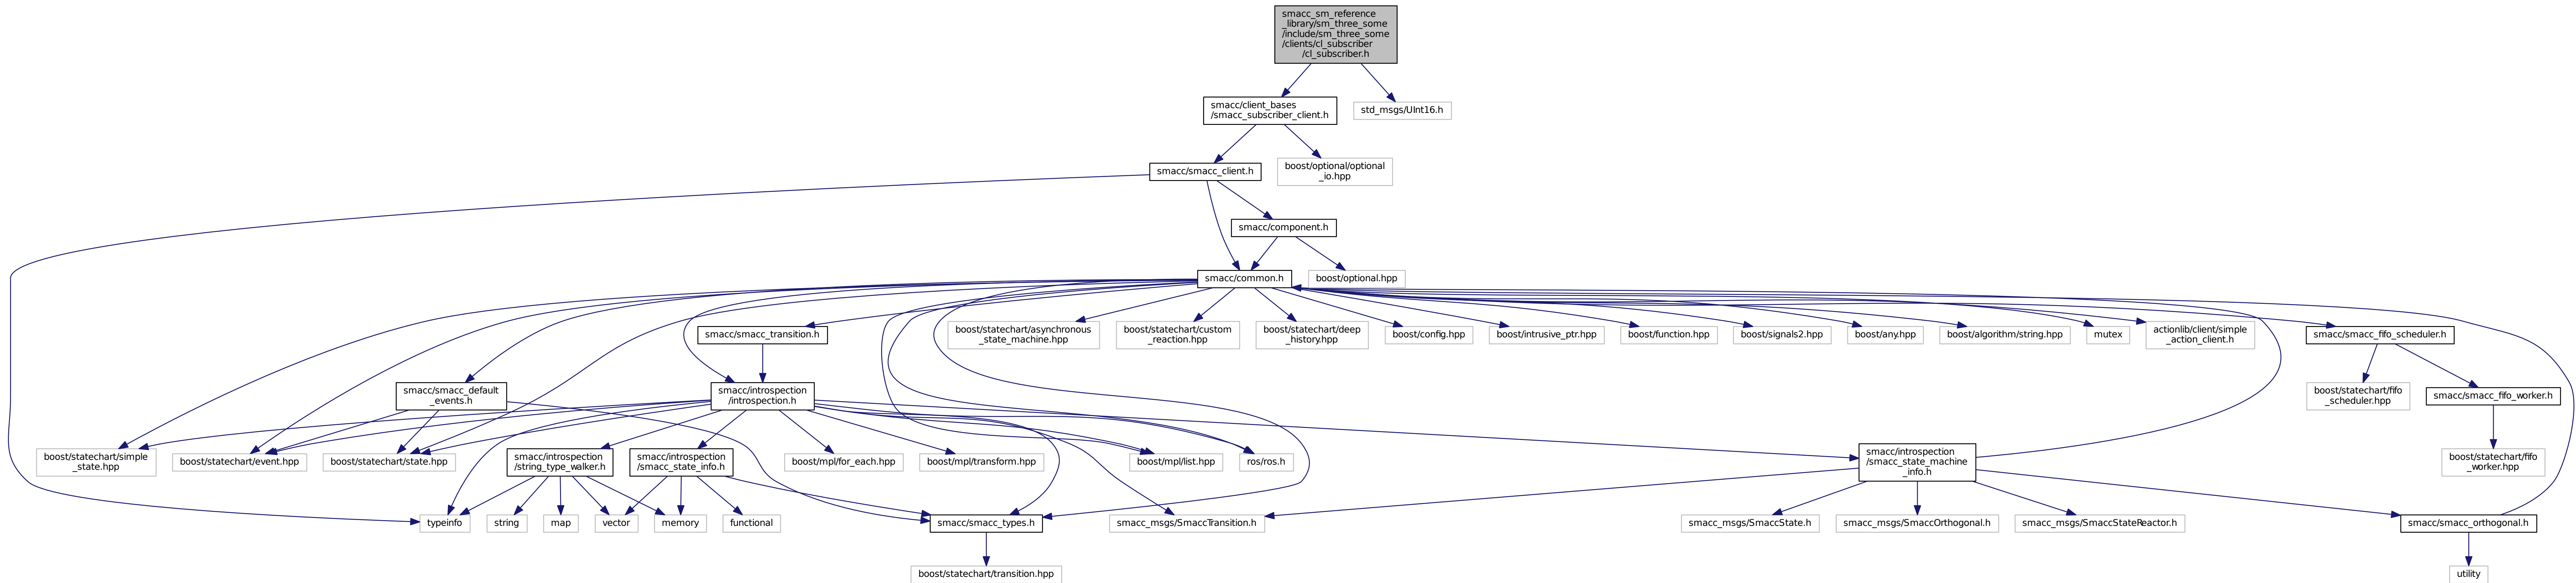 smacc_sm_reference
_library/sm_three_some
/include/sm_three_some
/clients/cl_subscriber
/cl_subscriber.h
smacc/client_bases
/smacc_subscriber_client.h
std_msgs/UInt16.h
smacc/smacc_client.h
boost/optional/optional
_io.hpp
smacc/component.h
smacc/common.h
boost/optional.hpp
smacc/smacc_transition.h
boost/statechart/asynchronous
_state_machine.hpp
boost/statechart/custom
_reaction.hpp
boost/statechart/deep
_history.hpp
boost/config.hpp
boost/intrusive_ptr.hpp
boost/function.hpp
boost/signals2.hpp
boost/any.hpp
boost/algorithm/string.hpp
mutex
actionlib/client/simple
_action_client.h
smacc/smacc_fifo_scheduler.h
smacc/smacc_default
_events.h
smacc/introspection
/introspection.h
boost/statechart/fifo
_scheduler.hpp
smacc/smacc_fifo_worker.h
boost/statechart/simple
_state.hpp
boost/statechart/event.hpp
boost/statechart/state.hpp
smacc/introspection
/string_type_walker.h
smacc/introspection
/smacc_state_info.h
boost/mpl/for_each.hpp
boost/mpl/transform.hpp
boost/mpl/list.hpp
ros/ros.h
smacc/introspection
/smacc_state_machine
_info.h
boost/statechart/fifo
_worker.hpp
typeinfo
string
map
vector
memory
functional
smacc/smacc_types.h
smacc_msgs/SmaccTransition.h
smacc_msgs/SmaccState.h
smacc_msgs/SmaccOrthogonal.h
smacc_msgs/SmaccStateReactor.h
smacc/smacc_orthogonal.h
boost/statechart/transition.hpp
utility